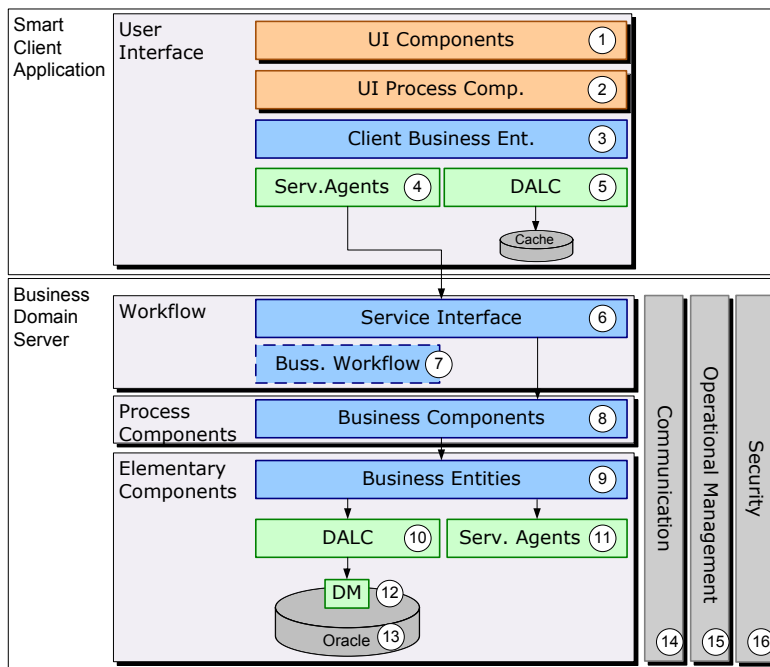 Smart
Client
Application
User
Interface
UI Components 1
UI Process Comp. 2
Client Business Ent. 3
Serv.Agents 4
DALC 5
Cache
Business
Domain
Server
Workflow
Service Interface 6
Buss. Workflow 7
Process
Components
Business Components 8
Elementary
Components
Business Entities 9
DALC 10
Serv. Agents 11
DM 12
Oracle 13
Communication 14
Operational Management 15
Security 16